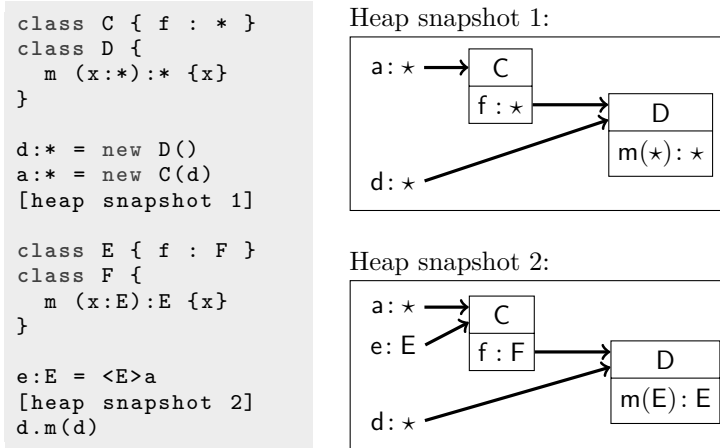 class C { f : * }
class D {
m (x:*):* {x}
}
d:* = new D()
a:* = new C(d)
[heap snapshot 1]
class E { f : F }
class F {
m (x:E):E {x}
}
e:E = <E>a
[heap snapshot 2]
d.m(d)
Heap snapshot 1:
a: ⋆
C
f : ⋆
D
m(⋆): ⋆
d: ⋆
Heap snapshot 2:
a: ⋆
C
e: E
f : F
D
m(E): E
d: ⋆